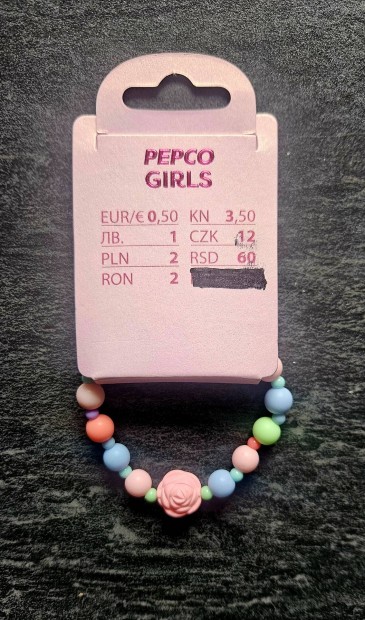 PEPCO
GIRLS
EUR/€ 0,50 KN 3,50
ЛВ. 1 CZK 12
PLN 2 RSD 60
RON 2